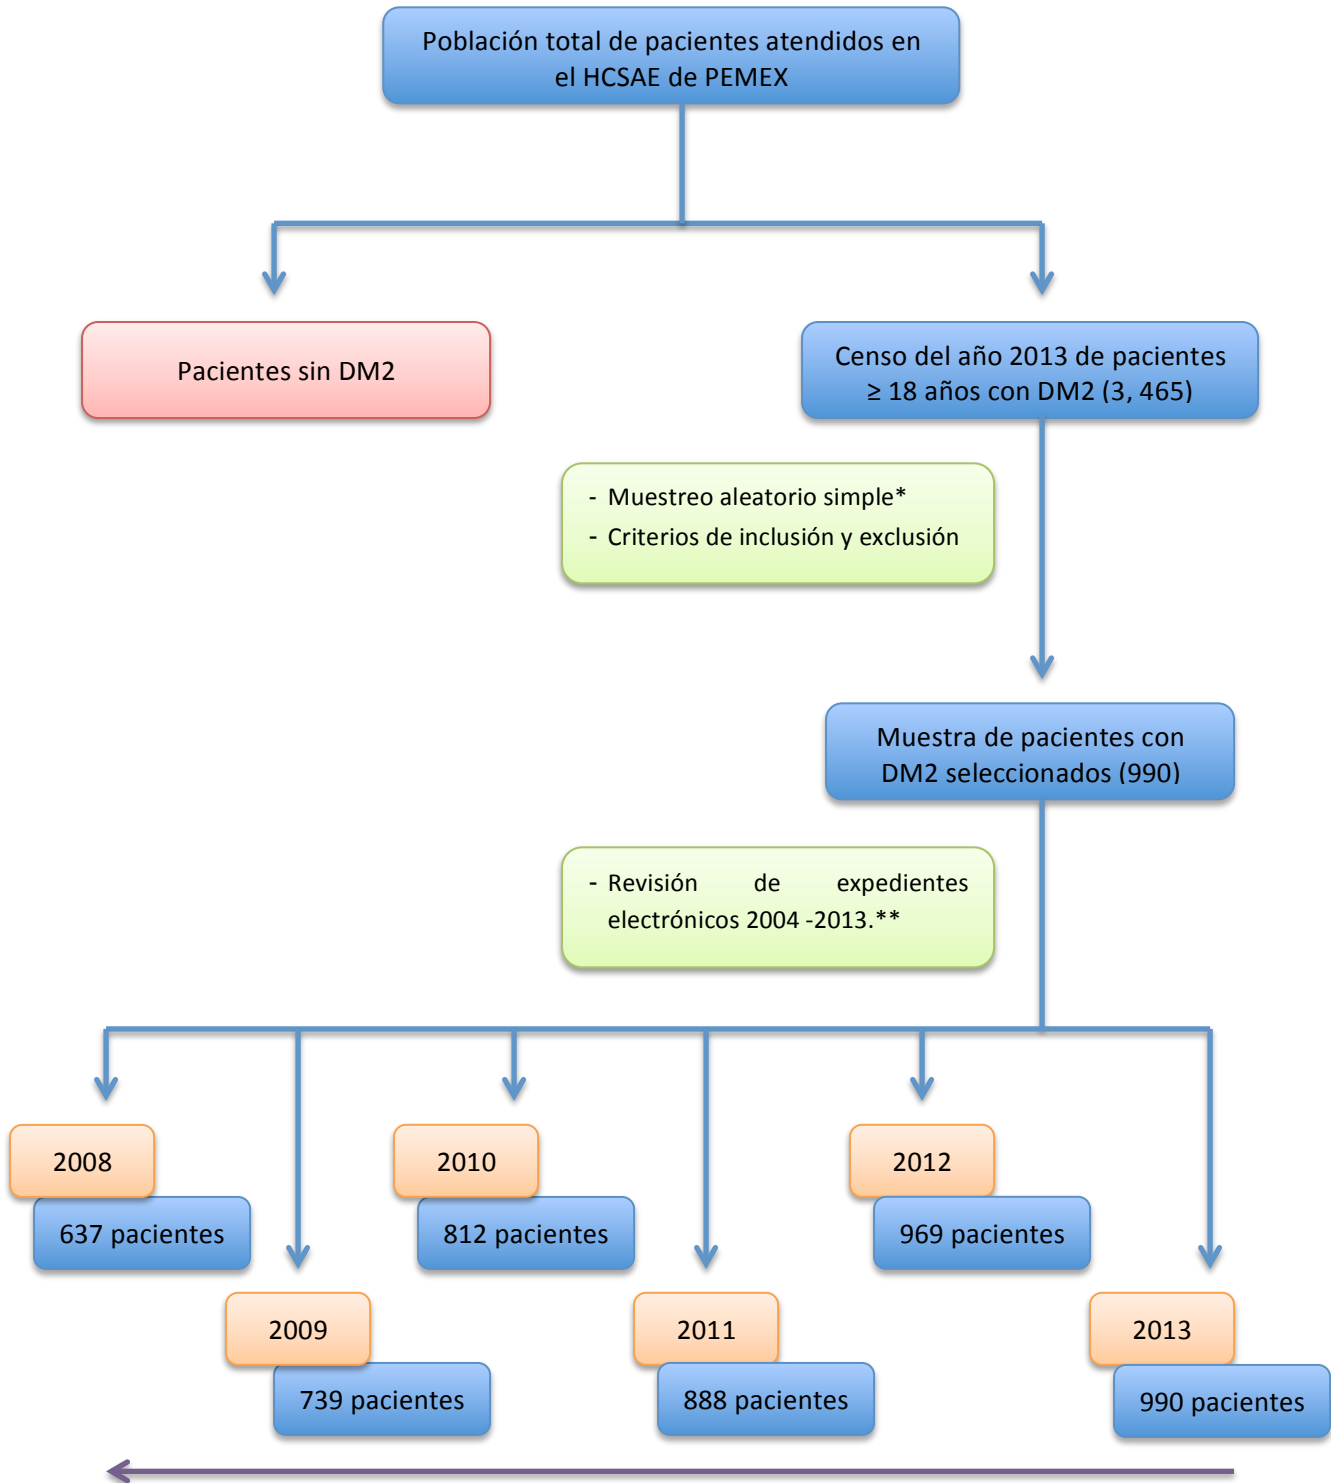 Población total de pacientes atendidos en
el HCSAE de PEMEX
Pacientes sin DM2
Censo del año 2013 de pacientes
≥ 18 años con DM2 (3, 465)
- Muestreo aleatorio simple*
- Criterios de inclusión y exclusión
Muestra de pacientes con
DM2 seleccionados (990)
- Revisión de expedientes
electrónicos 2004 -2013.**
2008
637 pacientes
2009
739 pacientes
2010
812 pacientes
2011
888 pacientes
2012
969 pacientes
2013
990 pacientes